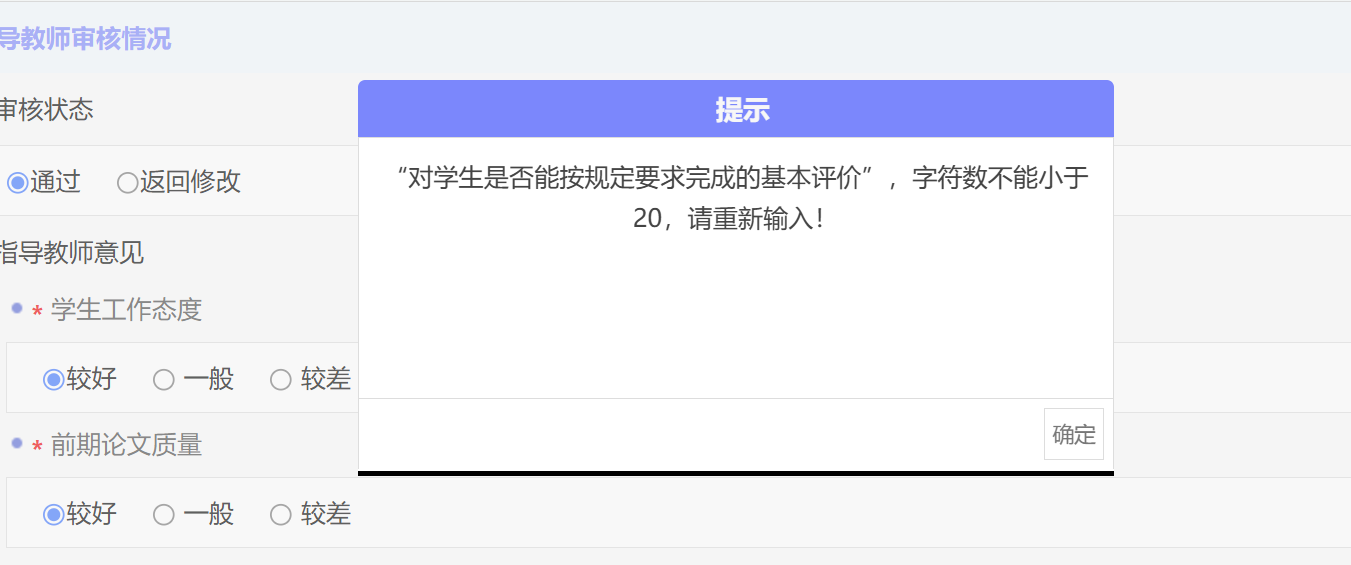 导教师审核情况
审核状态
提示
“对学生是否能按规定要求完成的基本评价”，字符数不能小于
20，请重新输入！
通过 返回修改
指导教师意见
* 学生工作态度
较好 一般 较差
确定
* 前期论文质量
较好 一般 较差